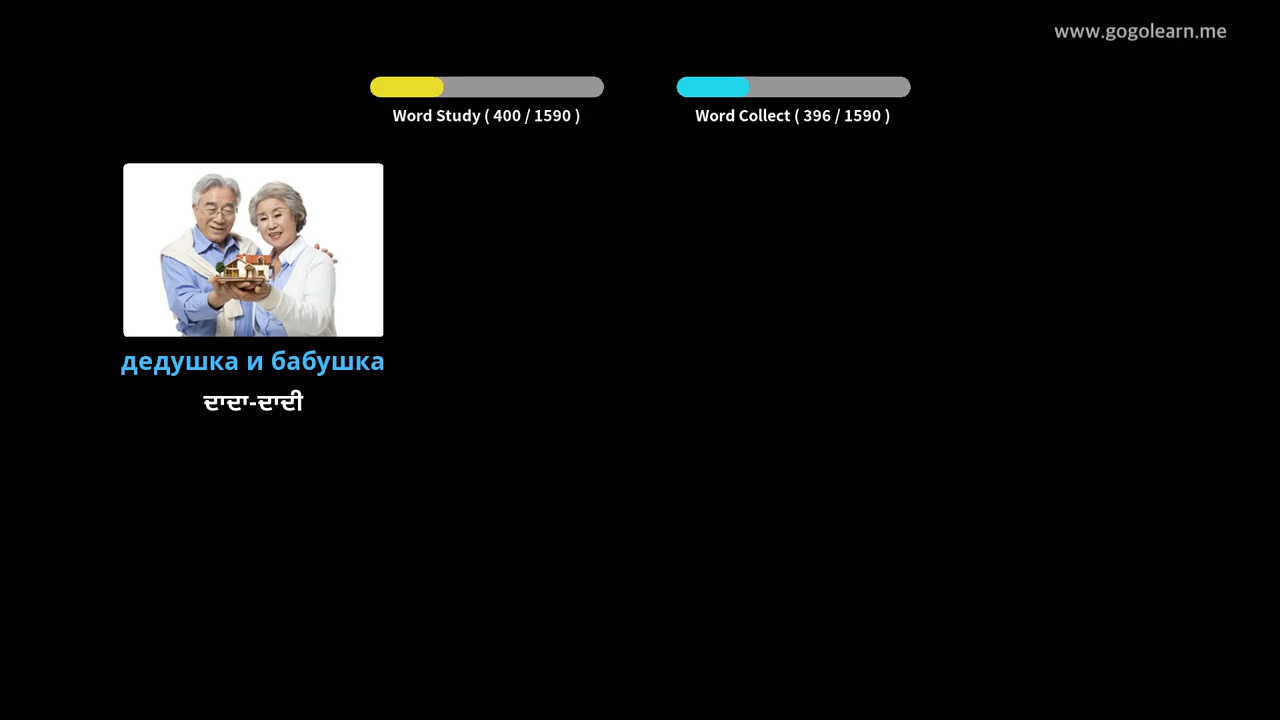 www.gogolearn.me
Word Study ( 400 / 1590 )
Word Collect ( 396 / 1590 )
дедушка и бабушка
ਦਾਦਾ-ਦਾਦੀ